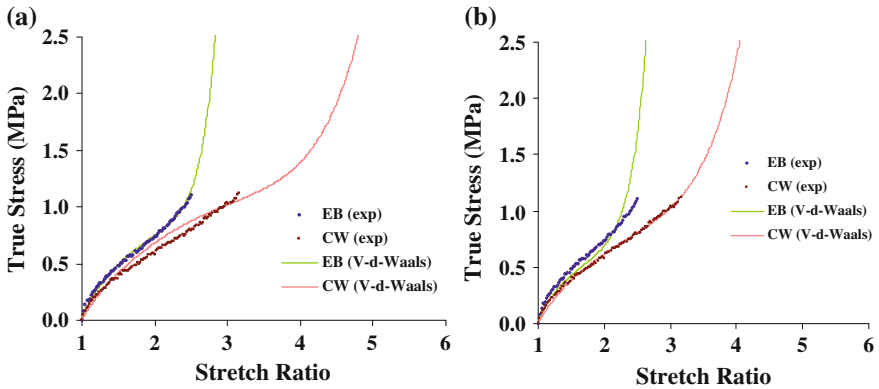 (a)
True Stress (MPa)
2.5
2.0
1.5
1.0
0.5
0.0
1 2 3 4 5 6
Stretch Ratio
EB (exp)
CW (exp)
EB (V-d-Waals)
CW (V-d-Waals)
(b)
True Stress (MPa)
2.5
2.0
1.5
1.0
0.5
0.0
1 2 3 4 5 6
Stretch Ratio
EB (exp)
CW (exp)
EB (V-d-Waals)
CW (V-d-Waals)